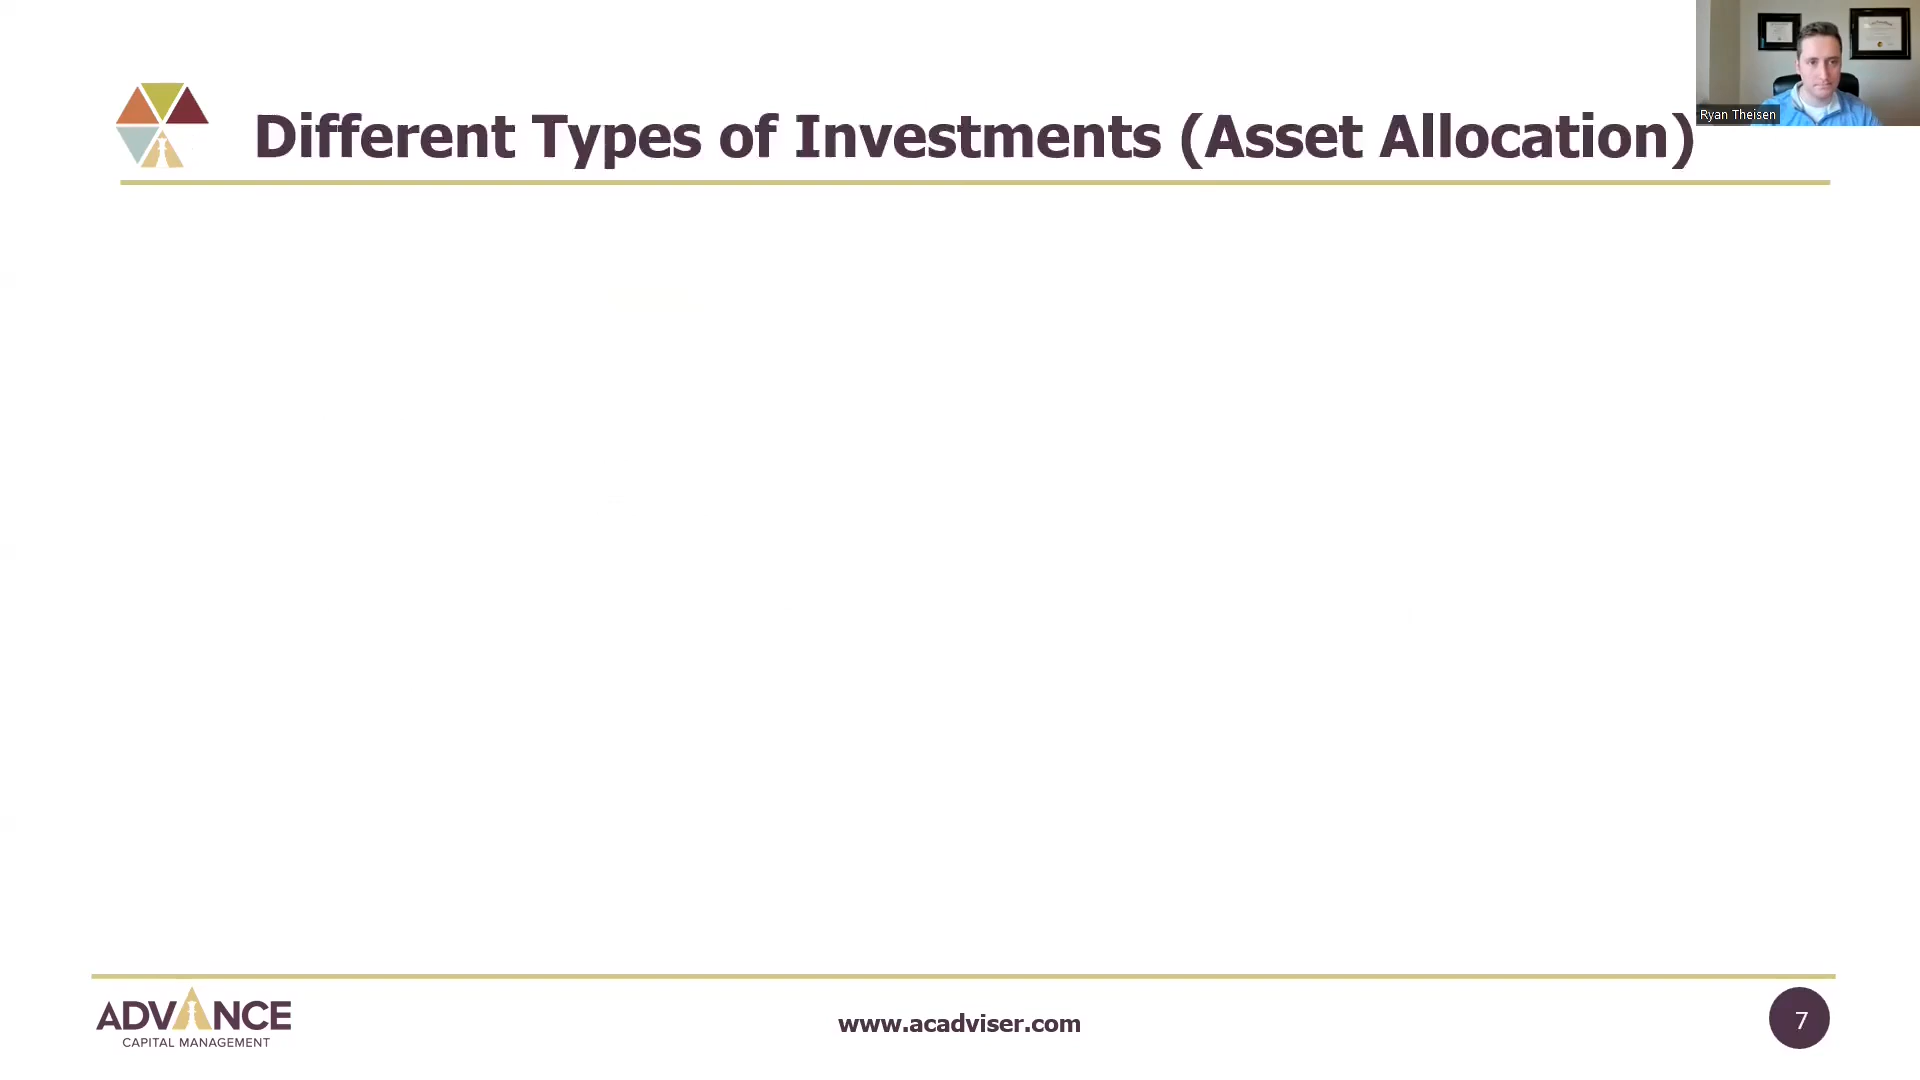 Different Types of Investments (Asset Allocation)
Ryan Theisen
ADVANCE
CAPITAL MANAGEMENT
www.acadviser.com
7